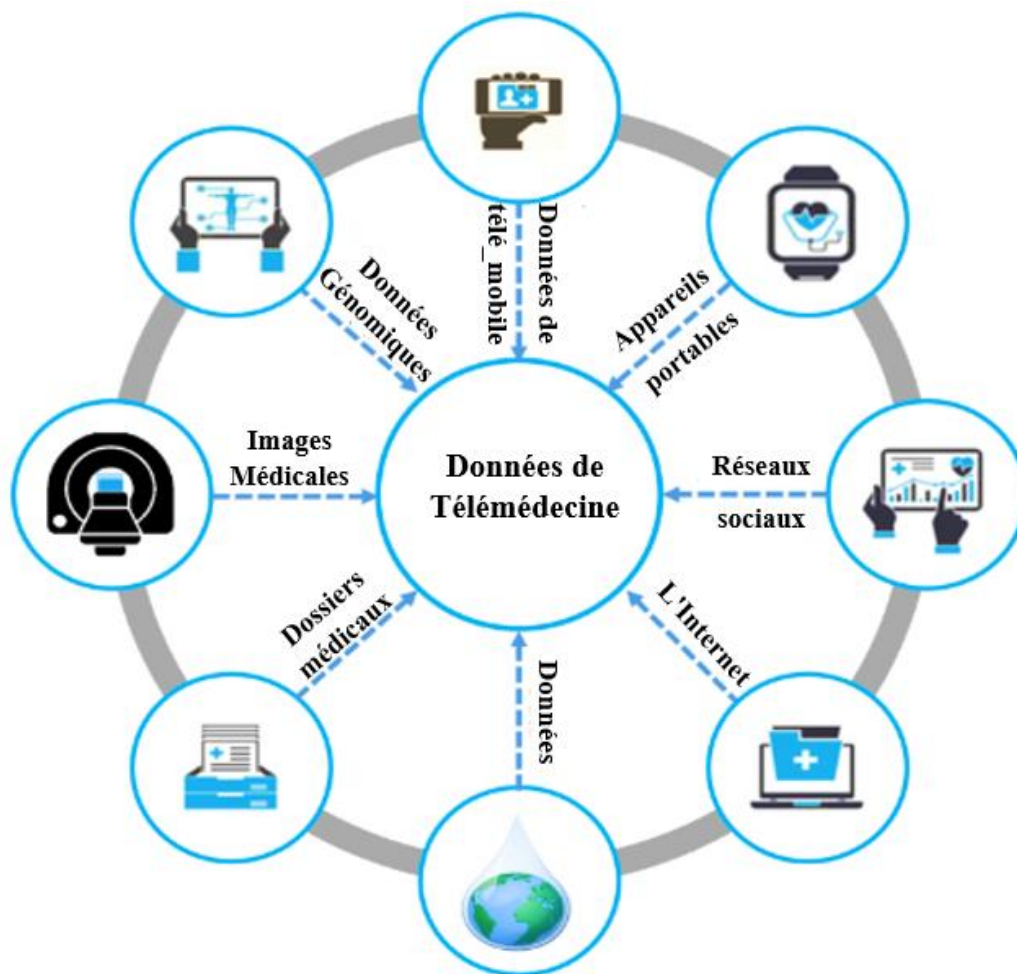 Données de
télé_mobile
Appareils
portables
Données
Génomiques
Images
Médicales
Données de
Télémédecine
Réseaux
sociaux
Dossiers
médicaux
Données
L'Internet